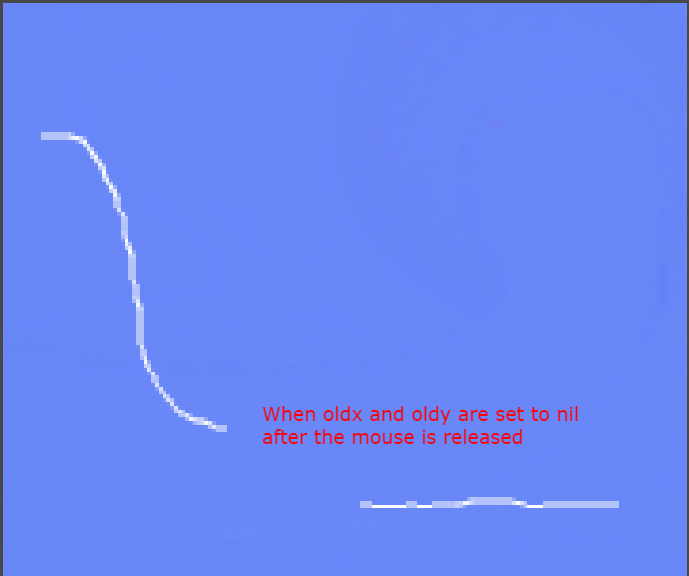 When oldx and oldy are set to nil
after the mouse is released